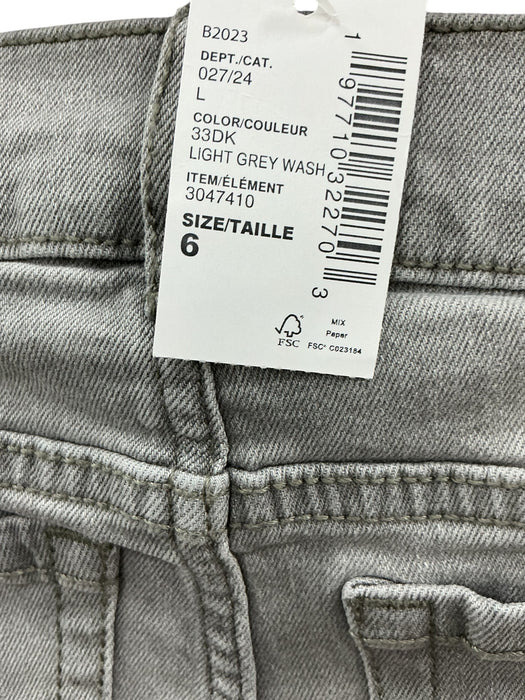 B2023
DEPT./CAT.
027/24
L
COLOR/COULEUR
33DK
LIGHT GREY WASH
ITEM/ÉLÉMENT
3047410
SIZE/TAILLE
6
1 97710 32270 3
FSC
MIX
Paper
FSC® C023184